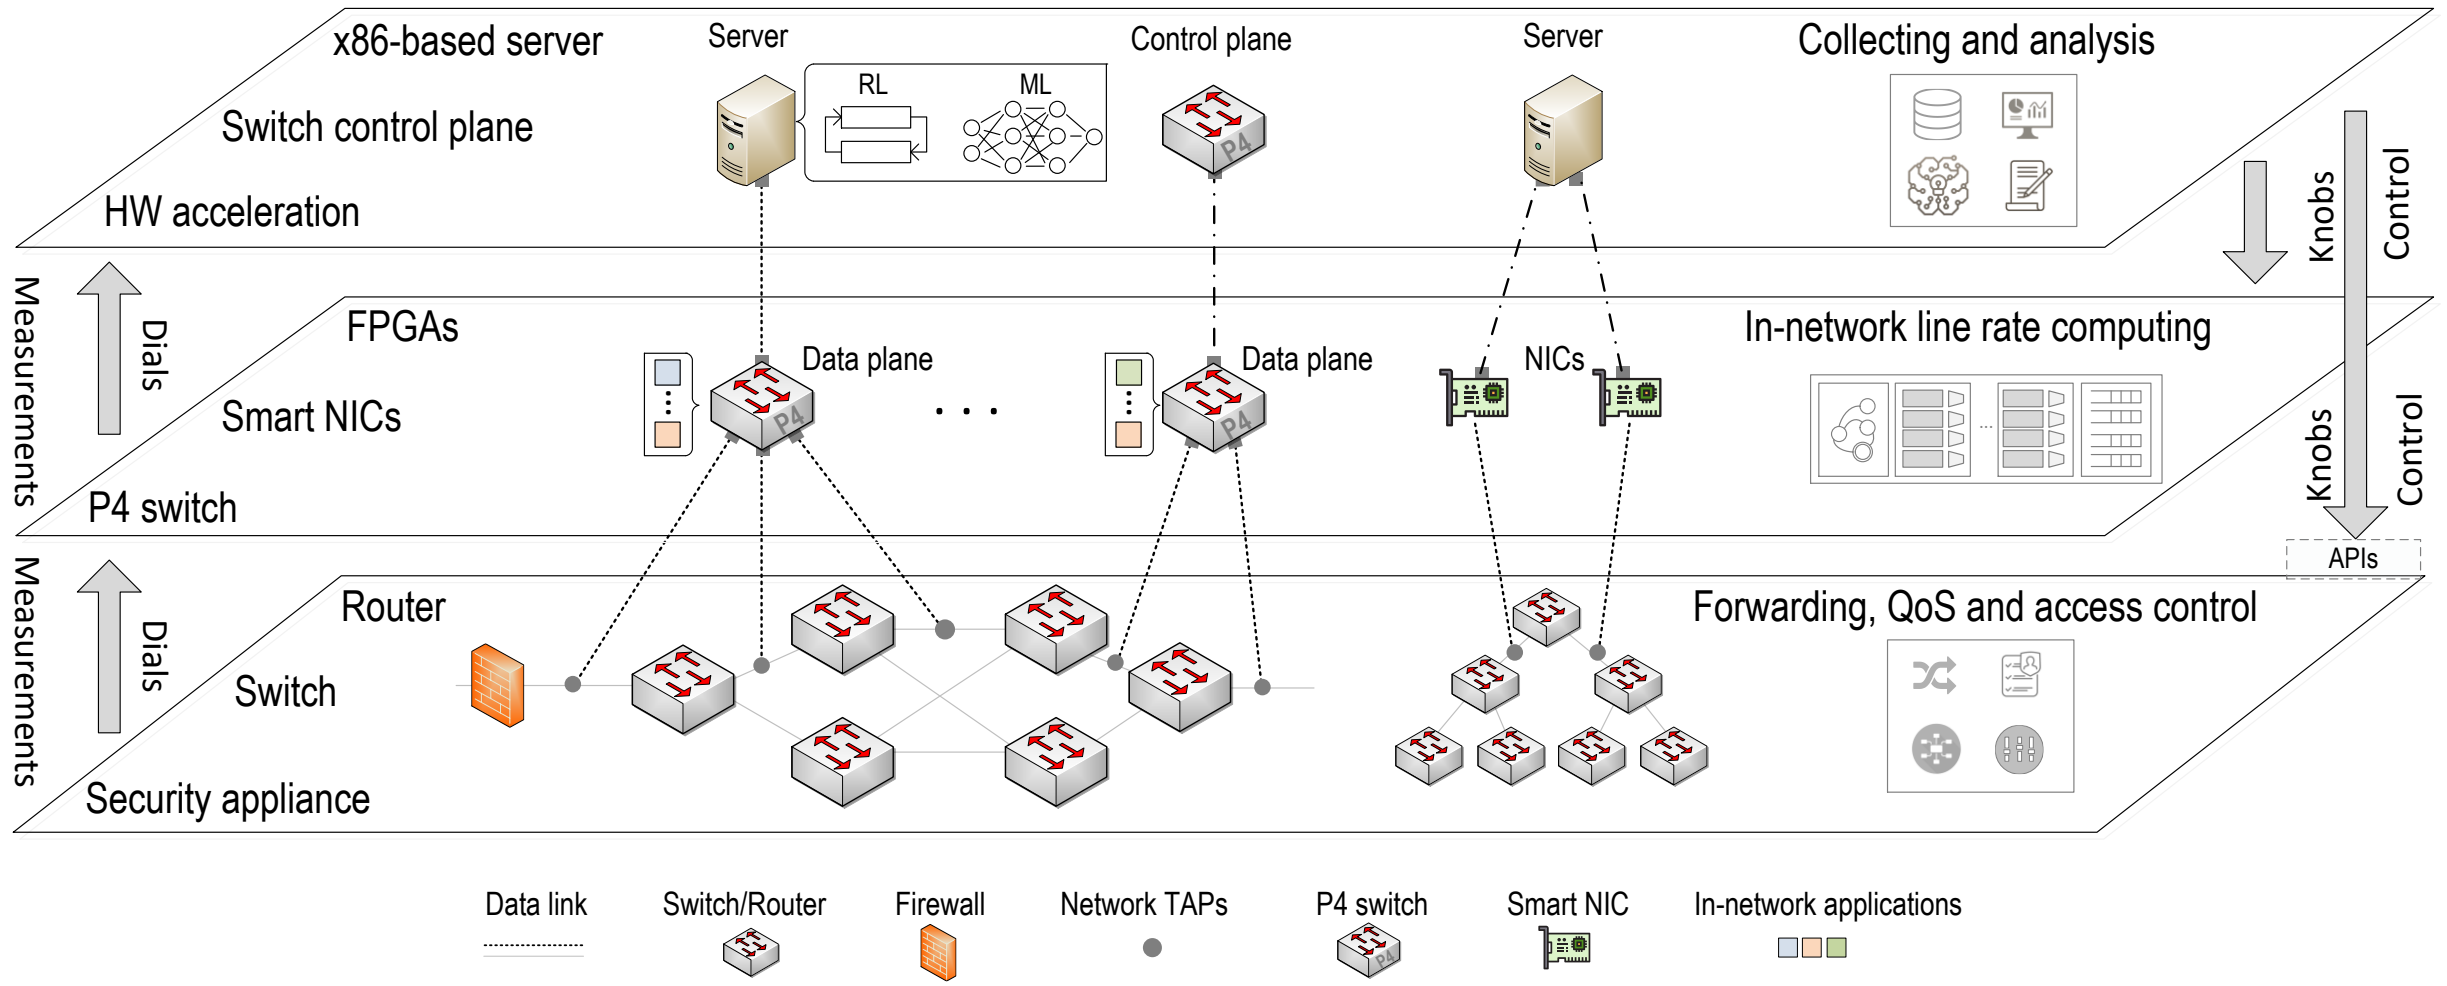 x86-based server
Server
Control plane
Server
Collecting and analysis
RL
ML
Switch control plane
P4
HW acceleration
Knobs
Control
Measurements
Dials
FPGAs
In-network line rate computing
Data plane
Data plane
NICs
Smart NICs
P4
. . .
P4
...
Knobs
Control
P4 switch
APIs
Measurements
Dials
Router
Forwarding, QoS and access control
Switch
Security appliance
Data link
Switch/Router
Firewall
Network TAPs
P4 switch
Smart NIC
In-network applications
P4